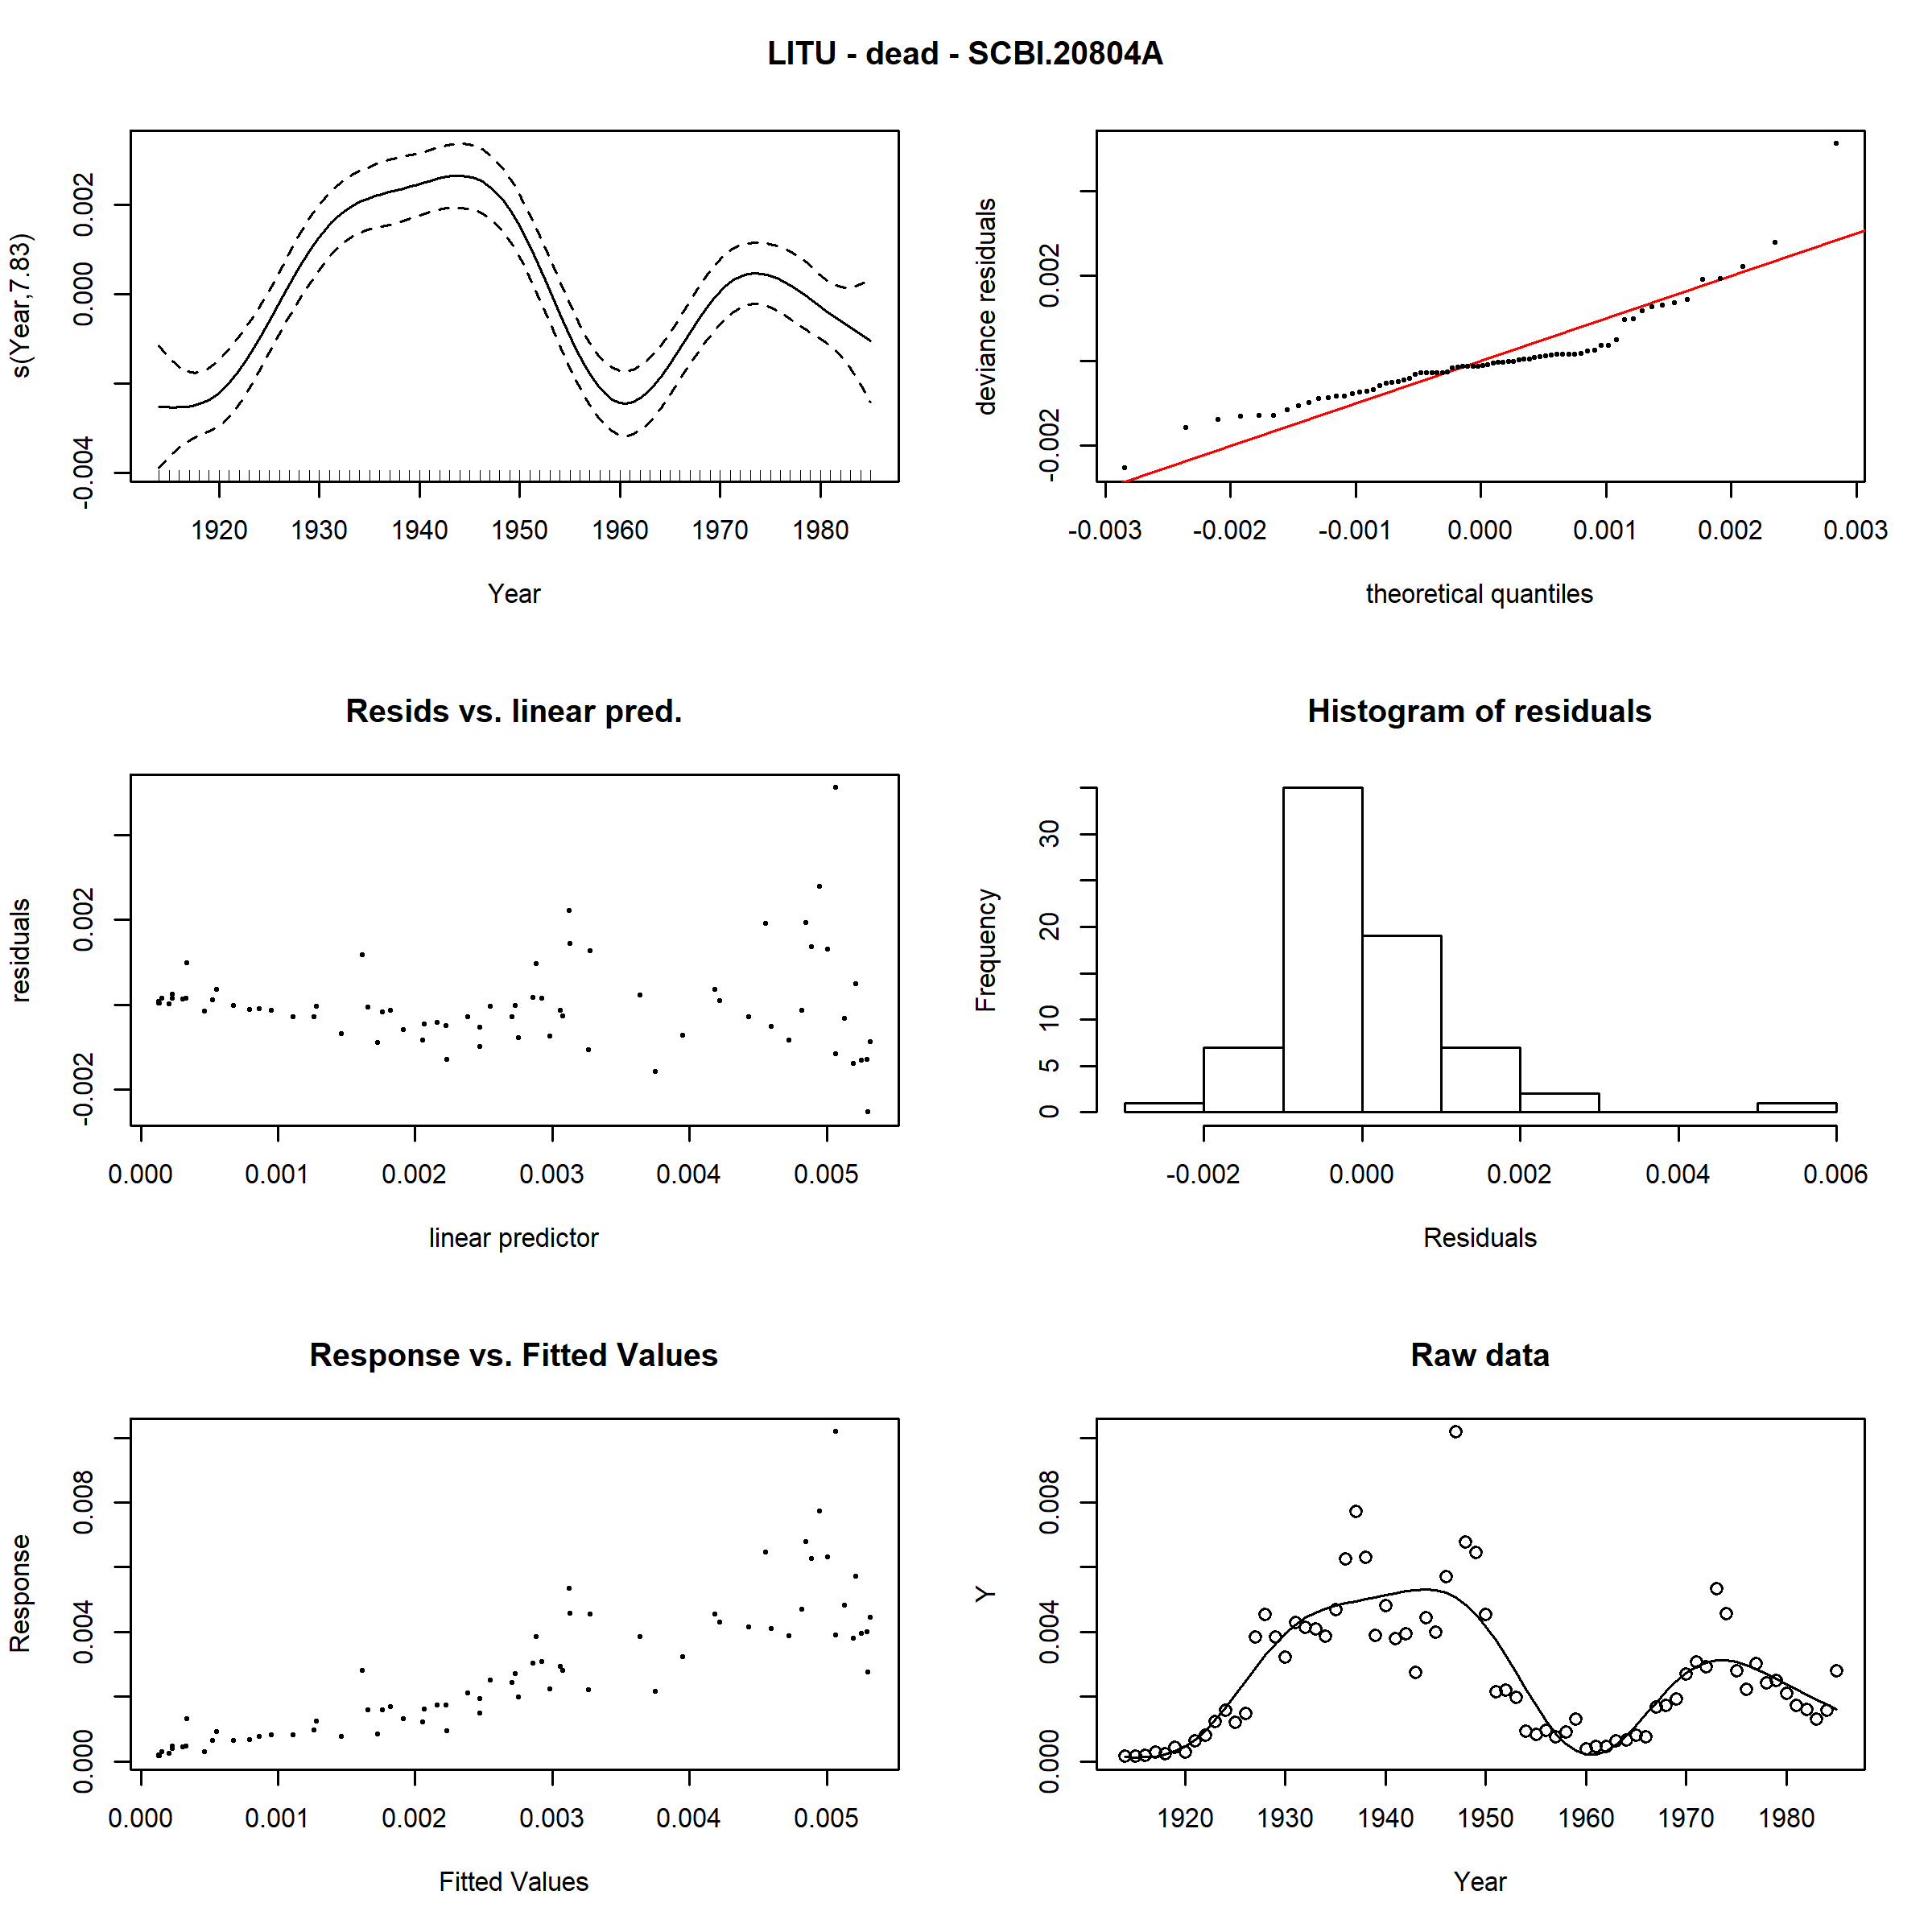 LITU - dead - SCBI.20804A
s(Year,7.83)
0.002
0.000
-0.004
1920 1930 1940 1950 1960 1970 1980
Year
deviance residuals
0.002
-0.002
-0.003 -0.002 -0.001 0.000 0.001 0.002 0.003
theoretical quantiles
Resids vs. linear pred.
residuals
0.002
-0.002
0.000 0.001 0.002 0.003 0.004 0.005
linear predictor
Histogram of residuals
Frequency
30
20
10
5
0
-0.002 0.000 0.002 0.004 0.006
Residuals
Response vs. Fitted Values
Response
0.008
0.004
0.000
0.000 0.001 0.002 0.003 0.004 0.005
Fitted Values
Raw data
Y
0.008
0.004
0.000
1920 1930 1940 1950 1960 1970 1980
Year